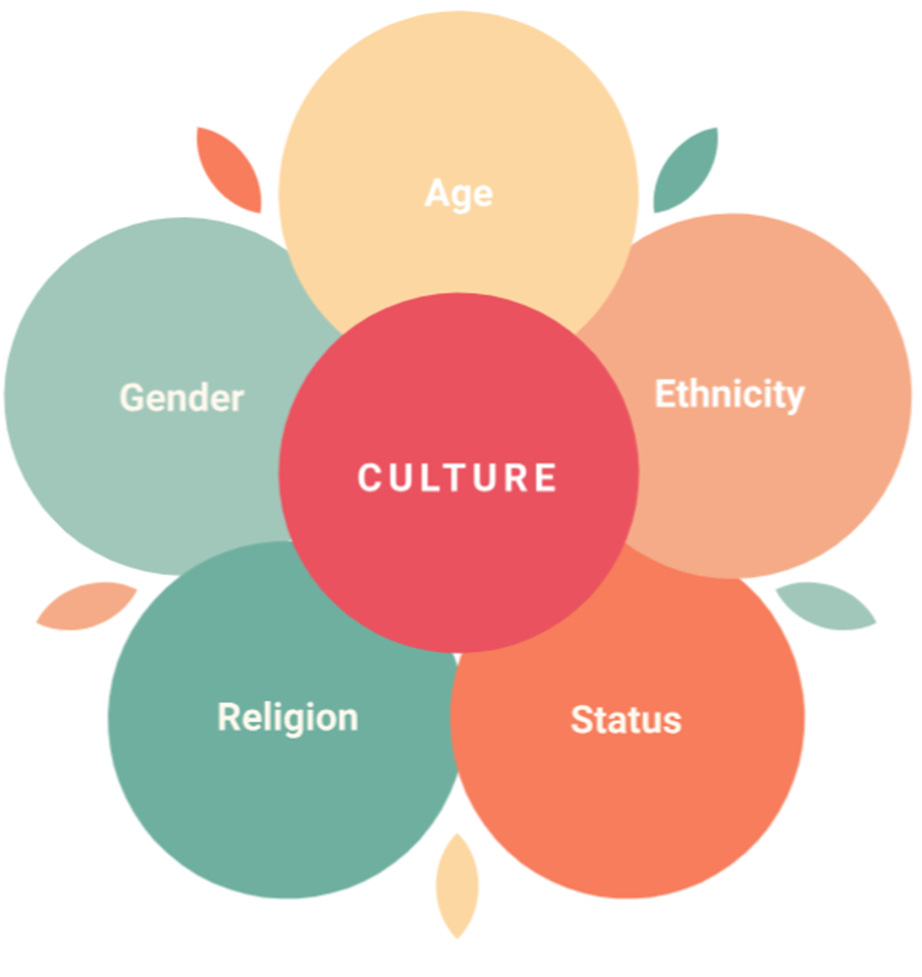 Age
Gender
Ethnicity
CULTURE
Religion
Status